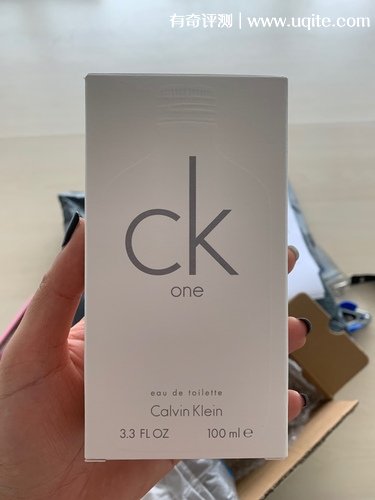 有奇评测 | www.uqite.com
ck
one
eau de toilette
Calvin Klein
3.3 FL OZ 100 ml ℮